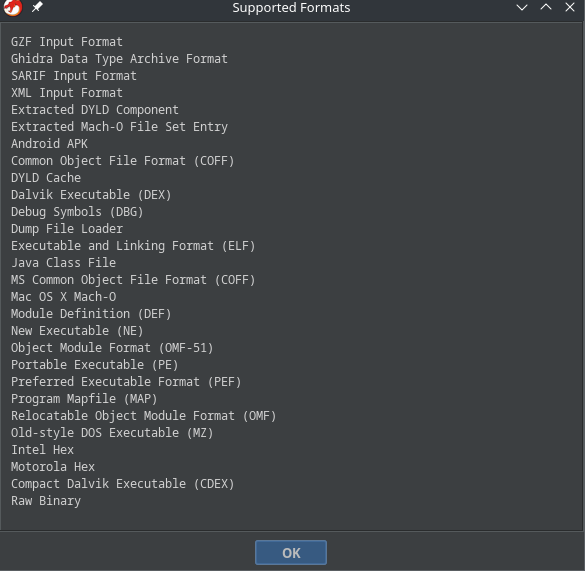 Supported Formats
GZF Input Format
Ghidra Data Type Archive Format
SARIF Input Format
XML Input Format
Extracted DYLD Component
Extracted Mach-O File Set Entry
Android APK
Common Object File Format (COFF)
DYLD Cache
Dalvik Executable (DEX)
Debug Symbols (DBG)
Dump File Loader
Executable and Linking Format (ELF)
Java Class File
MS Common Object File Format (COFF)
Mac OS X Mach-O
Module Definition (DEF)
New Executable (NE)
Object Module Format (OMF-51)
Portable Executable (PE)
Preferred Executable Format (PEF)
Program Mapfile (MAP)
Relocatable Object Module Format (OMF)
Old-style DOS Executable (MZ)
Intel Hex
Motorola Hex
Compact Dalvik Executable (CDEX)
Raw Binary
OK